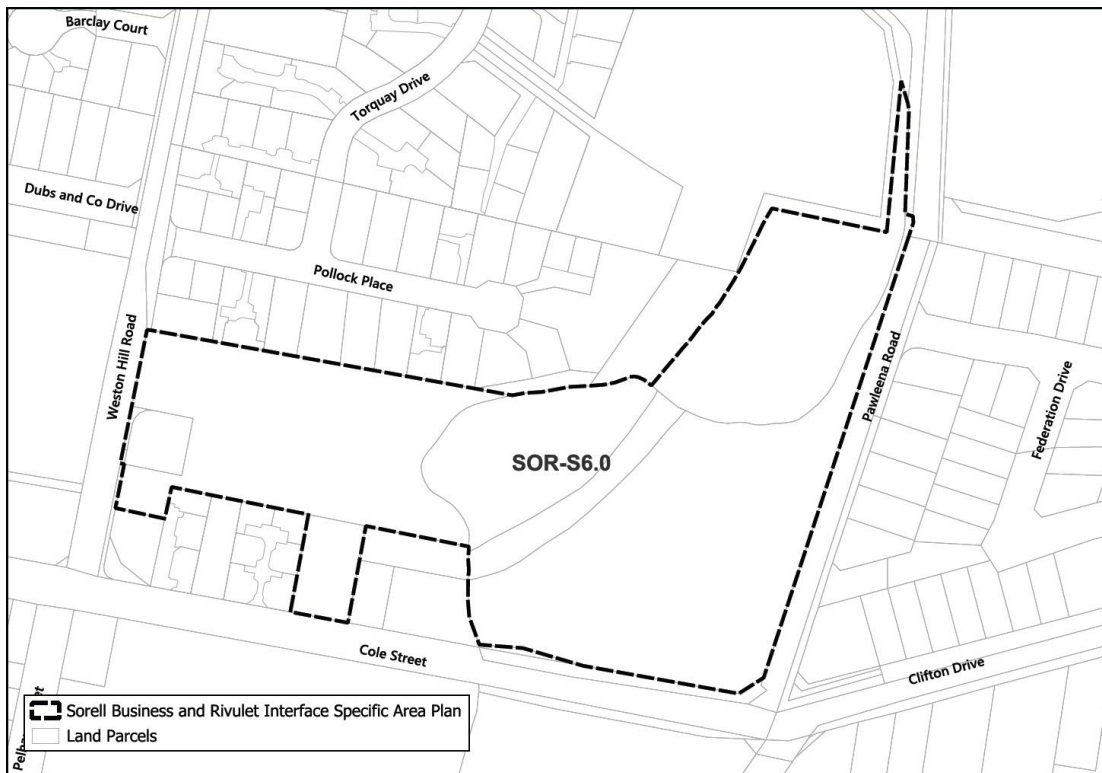 Barclay Court
Torquay Drive
Dubs and Co Drive
Pollock Place
Weston Hill Road
Pawleena Road
Federation Drive
SOR-S6.0
Cole Street
Clifton Drive
Sorell Business and Rivulet Interface Specific Area Plan
Land Parcels